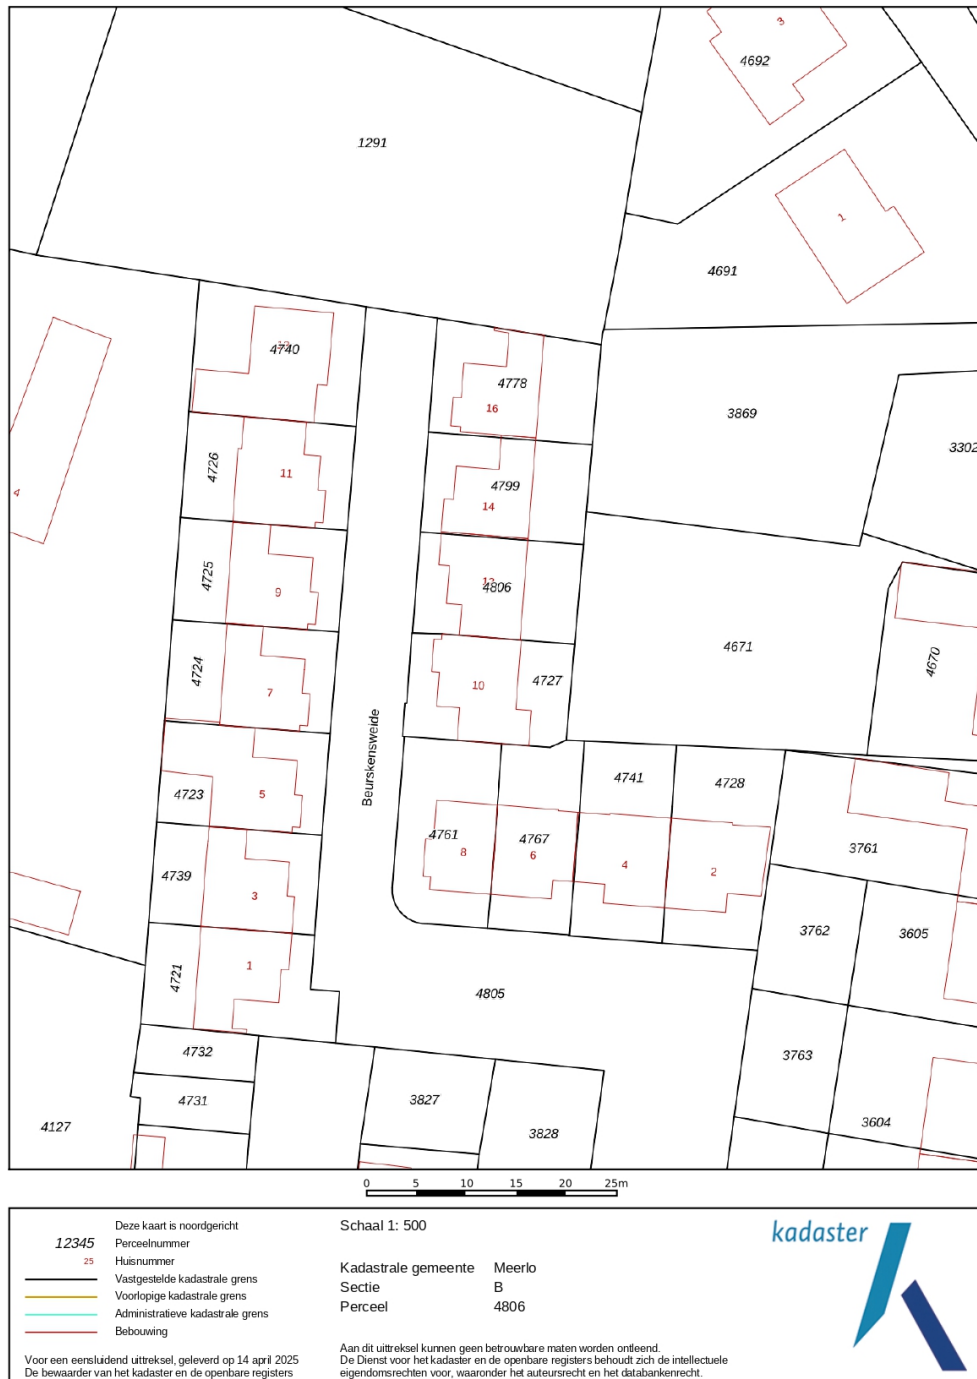 3
4692
1291
1
4691
4740
4778
16
3869
3302
4726
11
4799
14
4
4725
9
12
4806
4671
4670
4724
7
10
4727
Beurskensweide
4723
5
4741
4728
4761
8
4767
6
4
2
3761
4739
3
3762
3605
4721
1
4805
4732
3763
4731
3827
3828
3604
4127
0 5 10 15 20 25m
Deze kaart is noordgericht
12345 Perceelnummer
25 Huisnummer
Vastgestelde kadastrale grens
Voorlopige kadastrale grens
Administratieve kadastrale grens
Bebouwing
Voor een eensluidend uittreksel, geleverd op 14 april 2025
De bewaarder van het kadaster en de openbare registers
Schaal 1: 500
Kadastrale gemeente Meerlo
Sectie B
Perceel 4806
Aan dit uittreksel kunnen geen betrouwbare maten worden ontleend.
De Dienst voor het kadaster en de openbare registers behoudt zich de intellectuele
eigendomsrechten voor, waaronder het auteursrecht en het databankenrecht.
kadaster